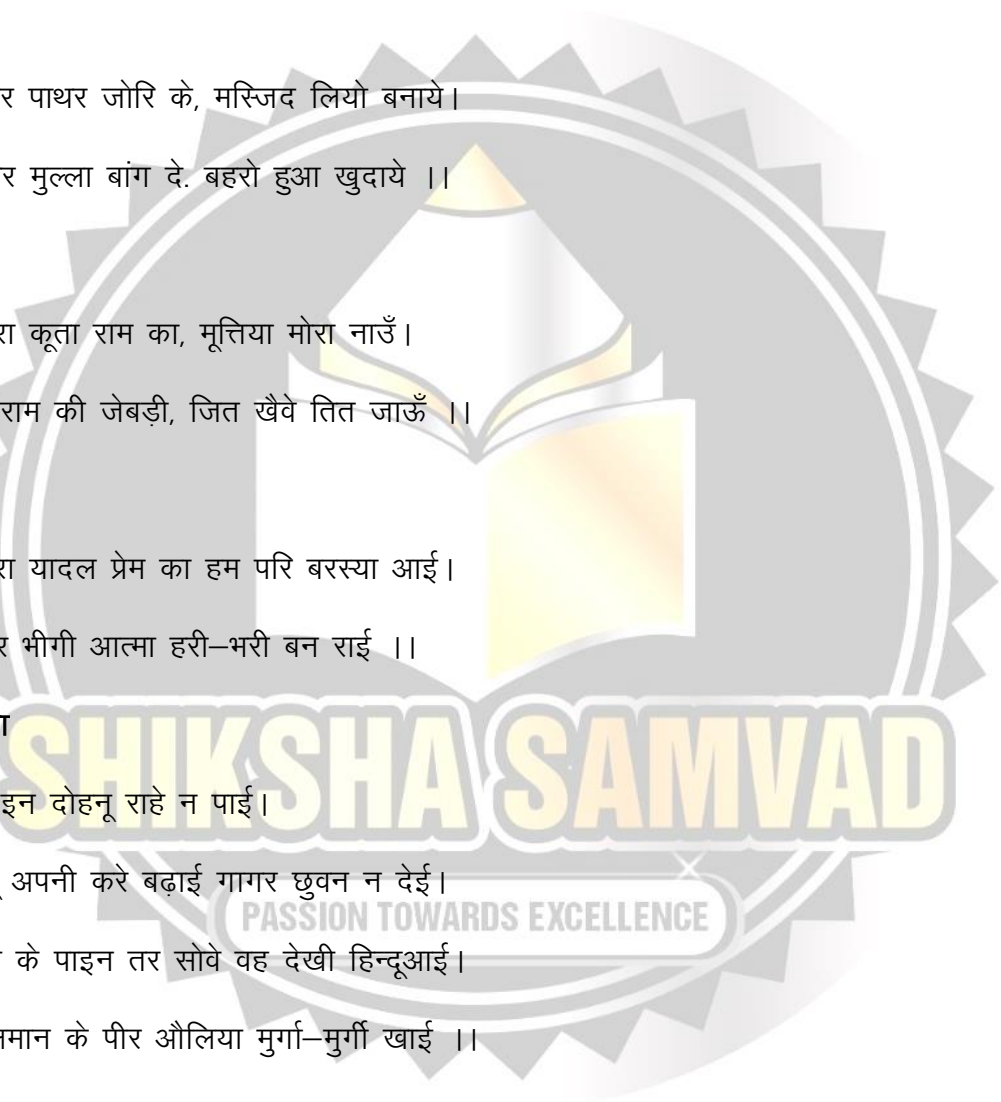 र पाथर जोरि के, मस्जिद लियो बनाये।
र मुल्ला बांग दे. बहरो हुआ खुदाये ।।
रा कूता राम का, मूत्तिया मोरा नाउँ।
राम की जेबड़ी, जित खैवे तित जाऊँ ।।
रा यादल प्रेम का हम परि बरस्या आई।
र भीगी आत्मा हरी–भरी बन राई ।।
SHIKSHA SAMVAD
इन दोहनू राहे न पाई।
अपनी करे बढ़ाई गागर छुवन न देई।
PASSION TOWARDS EXCELLENCE
के पाइन तर सोवे वह देखी हिन्दूआई।
मान के पीर औलिया मुर्गा–मुर्गी खाई ।।